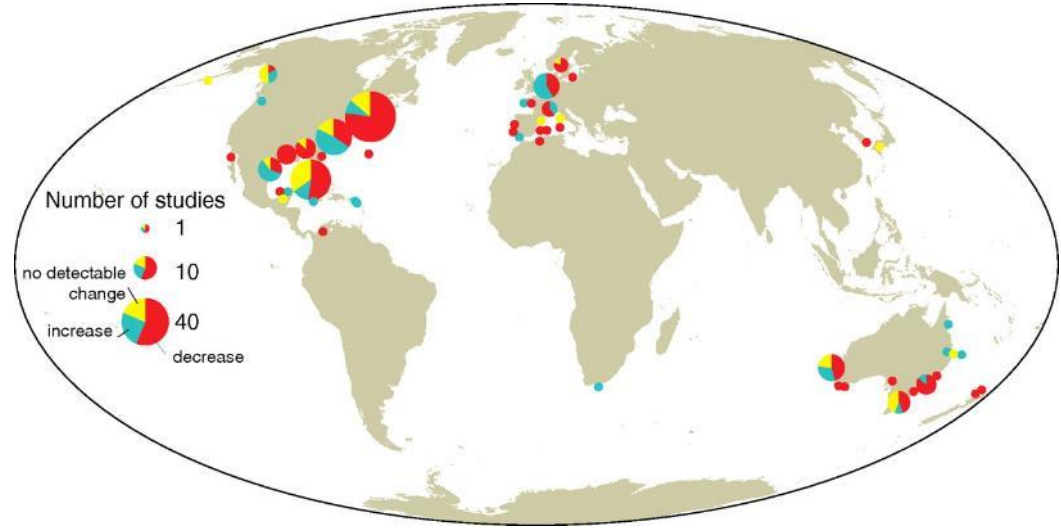 Number of studies
1
no detectable
change
10
increase
40
decrease